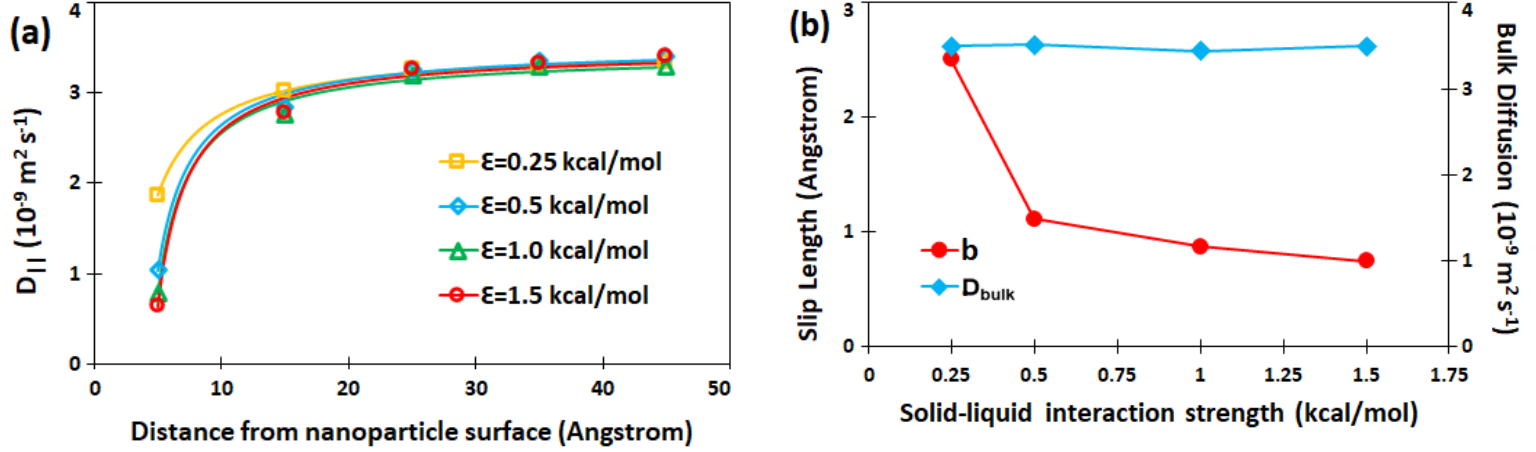 (a)
4
3
2
1
0
0 10 20 30 40 50
D|| (10-9 m2 s-1)
Distance from nanoparticle surface (Angstrom)
Ɛ=0.25 kcal/mol
Ɛ=0.5 kcal/mol
Ɛ=1.0 kcal/mol
Ɛ=1.5 kcal/mol
(b)
3
2
1
0
Slip Length (Angstrom)
b
Dbulk
4
3
2
1
0
Bulk Diffusion (10-9 m2 s-1)
0 0.25 0.5 0.75 1 1.25 1.5 1.75
Solid-liquid interaction strength (kcal/mol)